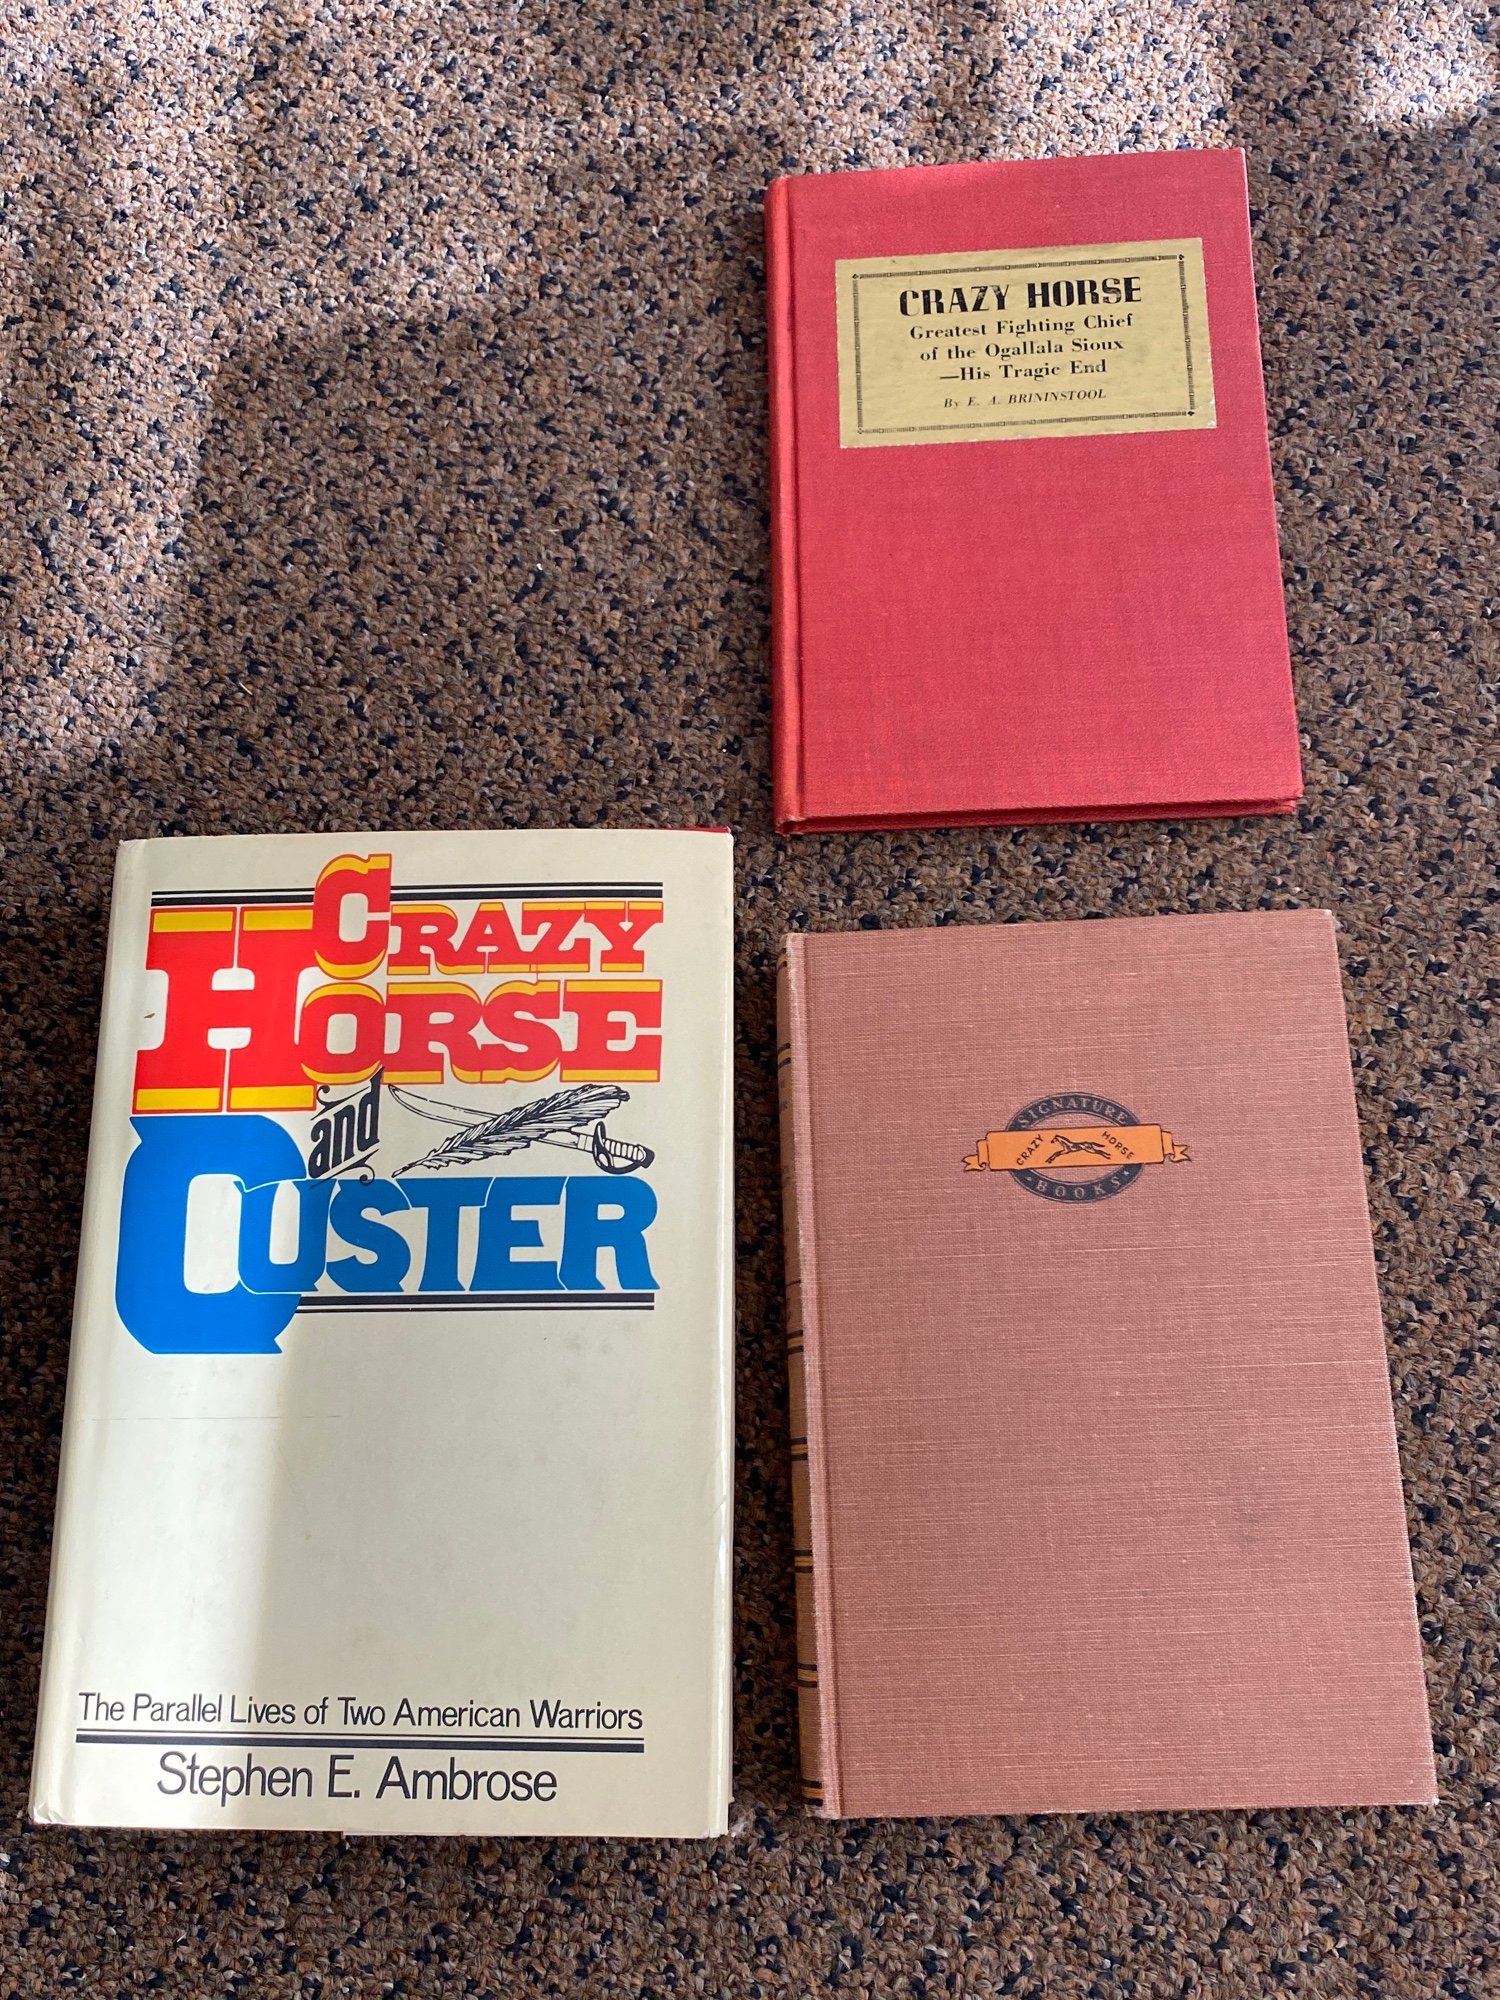 CRAZY HORSE
Greatest Fighting Chief
of the Ogallala Sioux
—His Tragic End
By E. A. BRININSTOOL
CRAZY
HORSE
and
CUSTER
The Parallel Lives of Two American Warriors
Stephen E. Ambrose
SIGNATURE
CRAZY HORSE
BOOKS